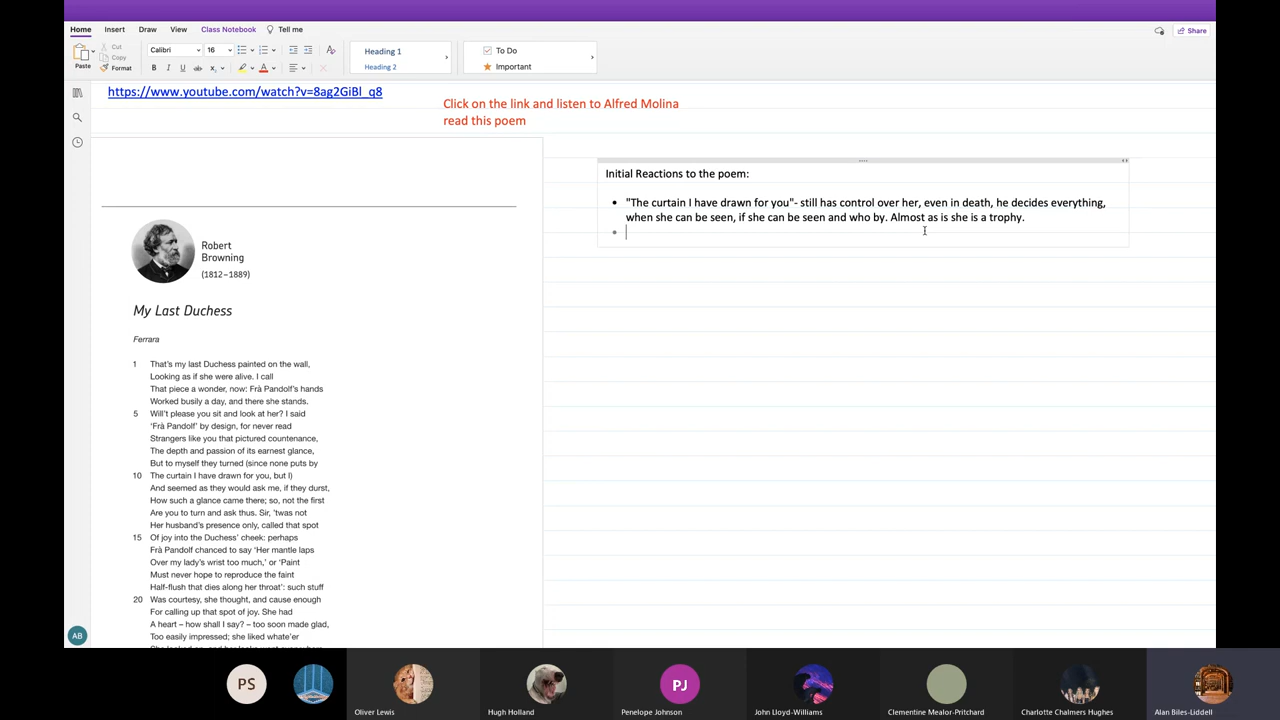 Home Insert Draw View Class Notebook Tell me
Share
Paste
Cut
Copy
Format
Calibri 16
B I U ab
Heading 1
Heading 2
To Do
Important
https://www.youtube.com/watch?v=8ag2GiBl_q8
Click on the link and listen to Alfred Molina
read this poem
Robert
Browning
(1812–1889)
My Last Duchess
Ferrara
1 That's my last Duchess painted on the wall,
Looking as if she were alive. I call
That piece a wonder, now: Frà Pandolf's hands
Worked busily a day, and there she stands.
5 Will't please you sit and look at her? I said
'Frà Pandolf' by design, for never read
Strangers like you that pictured countenance,
The depth and passion of its earnest glance,
But to myself they turned (since none puts by
10 The curtain I have drawn for you, but I)
And seemed as they would ask me, if they durst,
How such a glance came there; so, not the first
Are you to turn and ask thus. Sir, 'twas not
Her husband's presence only, called that spot
15 Of joy into the Duchess' cheek: perhaps
Frà Pandolf chanced to say 'Her mantle laps
Over my lady's wrist too much,' or 'Paint
Must never hope to reproduce the faint
Half-flush that dies along her throat': such stuff
20 Was courtesy, she thought, and cause enough
For calling up that spot of joy. She had
A heart – how shall I say? – too soon made glad,
Too easily impressed; she liked whate'er
Initial Reactions to the poem:
• "The curtain I have drawn for you"- still has control over her, even in death, he decides everything,
when she can be seen, if she can be seen and who by. Almost as is she is a trophy.
•
AB
PS
Oliver Lewis
Hugh Holland
PJ
Penelope Johnson
John Lloyd-Williams
Clementine Mealor-Pritchard
Charlotte Chalmers Hughes
Alan Biles-Liddell